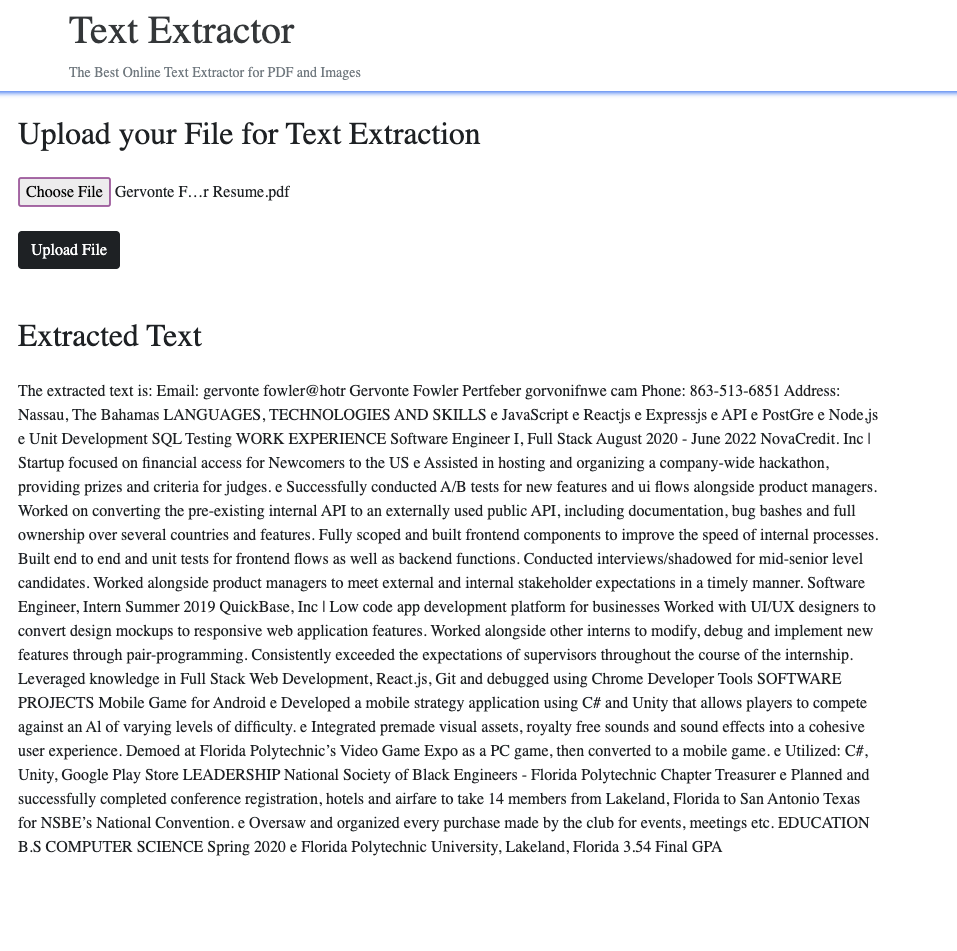 Text Extractor
The Best Online Text Extractor for PDF and Images
Upload your File for Text Extraction
Choose File Gervonte F…r Resume.pdf
Upload File
Extracted Text
The extracted text is: Email: gervonte fowler@hotr Gervonte Fowler Pertfeber gorvonifnwe cam Phone: 863-513-6851 Address:
Nassau, The Bahamas LANGUAGES, TECHNOLOGIES AND SKILLS e JavaScript e Reactjs e Expressjs e API e PostGre e Node,js
e Unit Development SQL Testing WORK EXPERIENCE Software Engineer I, Full Stack August 2020 - June 2022 NovaCredit. Inc |
Startup focused on financial access for Newcomers to the US e Assisted in hosting and organizing a company-wide hackathon,
providing prizes and criteria for judges. e Successfully conducted A/B tests for new features and ui flows alongside product managers.
Worked on converting the pre-existing internal API to an externally used public API, including documentation, bug bashes and full
ownership over several countries and features. Fully scoped and built frontend components to improve the speed of internal processes.
Built end to end and unit tests for frontend flows as well as backend functions. Conducted interviews/shadowed for mid-senior level
candidates. Worked alongside product managers to meet external and internal stakeholder expectations in a timely manner. Software
Engineer, Intern Summer 2019 QuickBase, Inc | Low code app development platform for businesses Worked with UI/UX designers to
convert design mockups to responsive web application features. Worked alongside other interns to modify, debug and implement new
features through pair-programming. Consistently exceeded the expectations of supervisors throughout the course of the internship.
Leveraged knowledge in Full Stack Web Development, React.js, Git and debugged using Chrome Developer Tools SOFTWARE
PROJECTS Mobile Game for Android e Developed a mobile strategy application using C# and Unity that allows players to compete
against an Al of varying levels of difficulty. e Integrated premade visual assets, royalty free sounds and sound effects into a cohesive
user experience. Demoed at Florida Polytechnic’s Video Game Expo as a PC game, then converted to a mobile game. e Utilized: C#,
Unity, Google Play Store LEADERSHIP National Society of Black Engineers - Florida Polytechnic Chapter Treasurer e Planned and
successfully completed conference registration, hotels and airfare to take 14 members from Lakeland, Florida to San Antonio Texas
for NSBE’s National Convention. e Oversaw and organized every purchase made by the club for events, meetings etc. EDUCATION
B.S COMPUTER SCIENCE Spring 2020 e Florida Polytechnic University, Lakeland, Florida 3.54 Final GPA